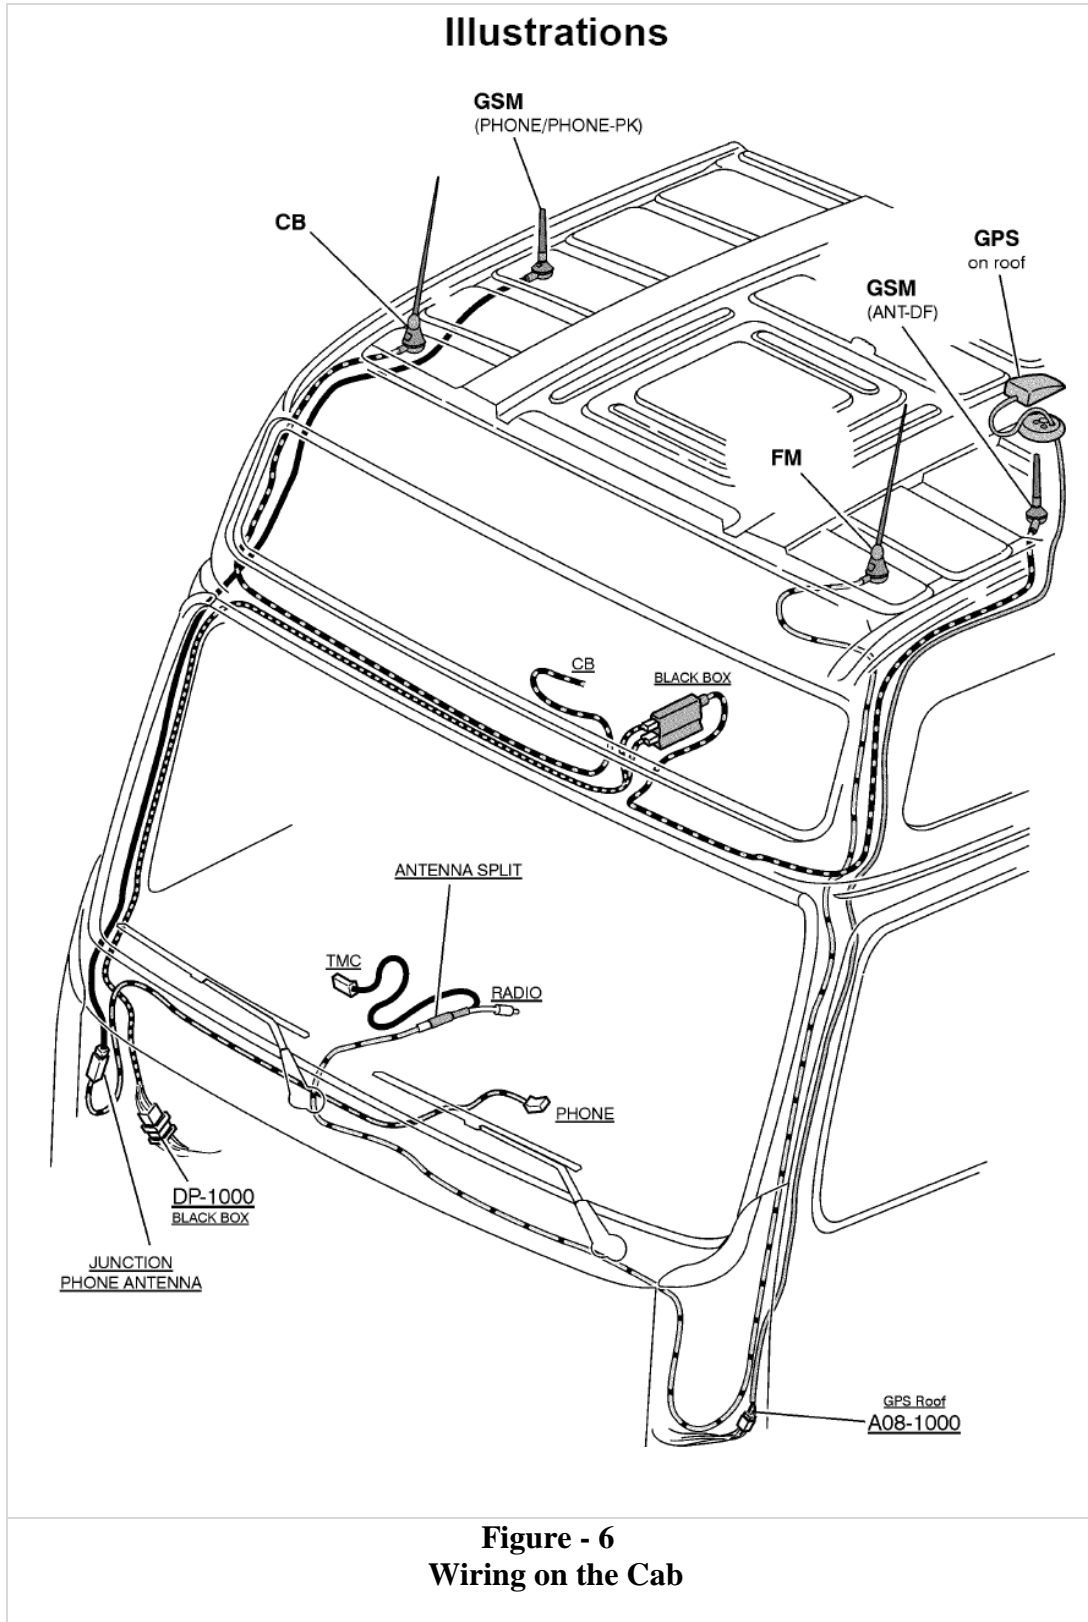 Illustrations
GSM
(PHONE/PHONE-PK)
CB
GPS
on roof
GSM
(ANT-DF)
FM
CB
BLACK BOX
ANTENNA SPLIT
TMC
RADIO
PHONE
DP-1000
BLACK BOX
JUNCTION
PHONE ANTENNA
GPS Roof
A08-1000
Figure - 6
Wiring on the Cab